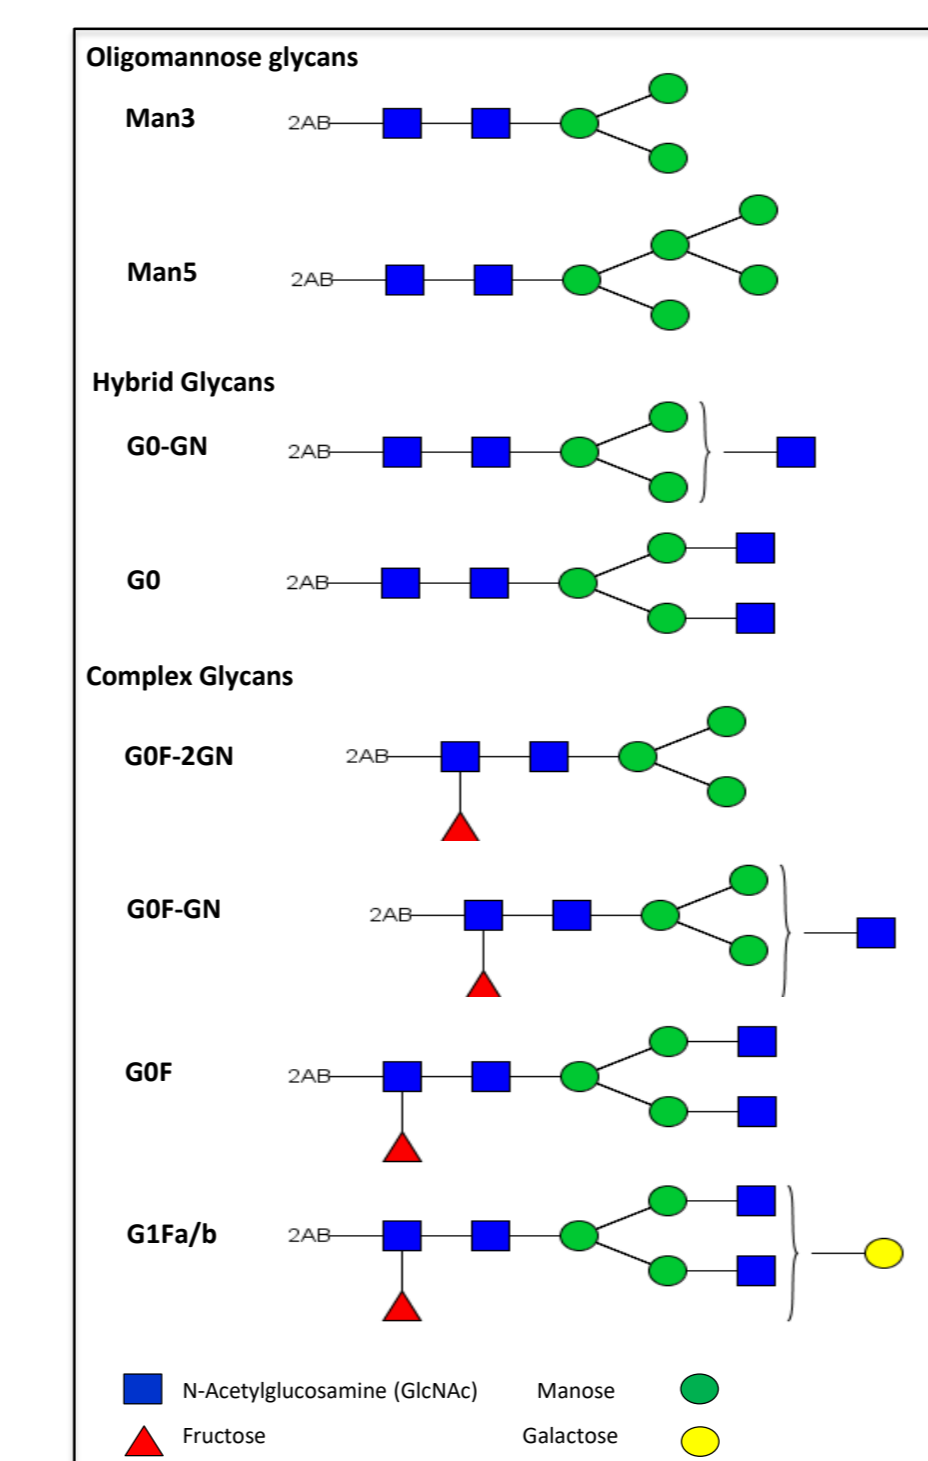 Oligomannose glycans
Man3
2AB
Man5
2AB
Hybrid Glycans
G0-GN
2AB
G0
2AB
Complex Glycans
G0F-2GN
2AB
G0F-GN
2AB
G0F
2AB
G1Fa/b
2AB
N-Acetylglucosamine (GlcNAc) Manose
Fructose Galactose